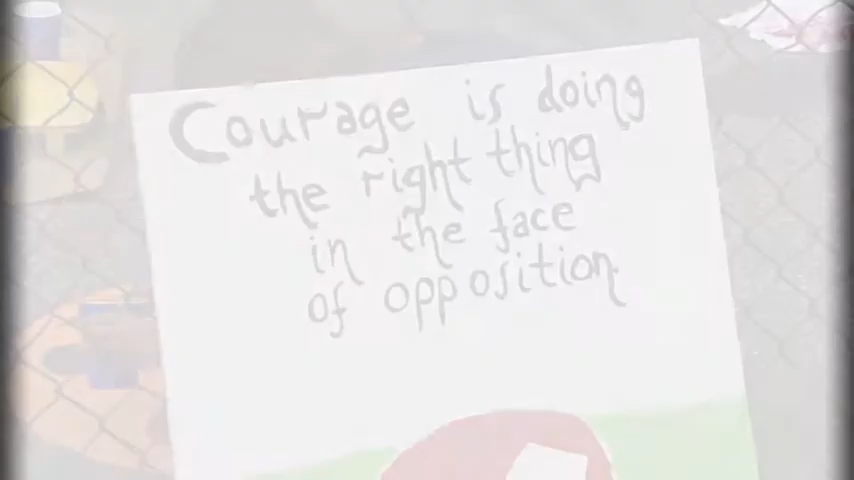 Courage is doing
the right thing
in the face
of opposition.